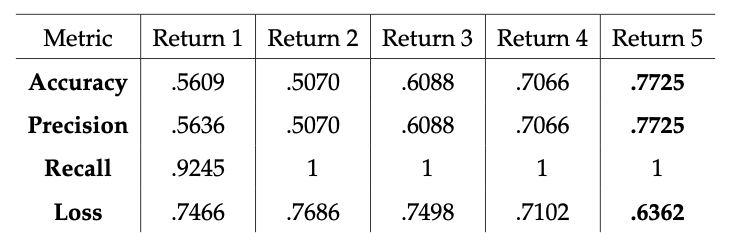 Metric Return 1 Return 2 Return 3 Return 4 Return 5
Accuracy .5609 .5070 .6088 .7066 .7725
Precision .5636 .5070 .6088 .7066 .7725
Recall .9245 1 1 1 1
Loss .7466 .7686 .7498 .7102 .6362